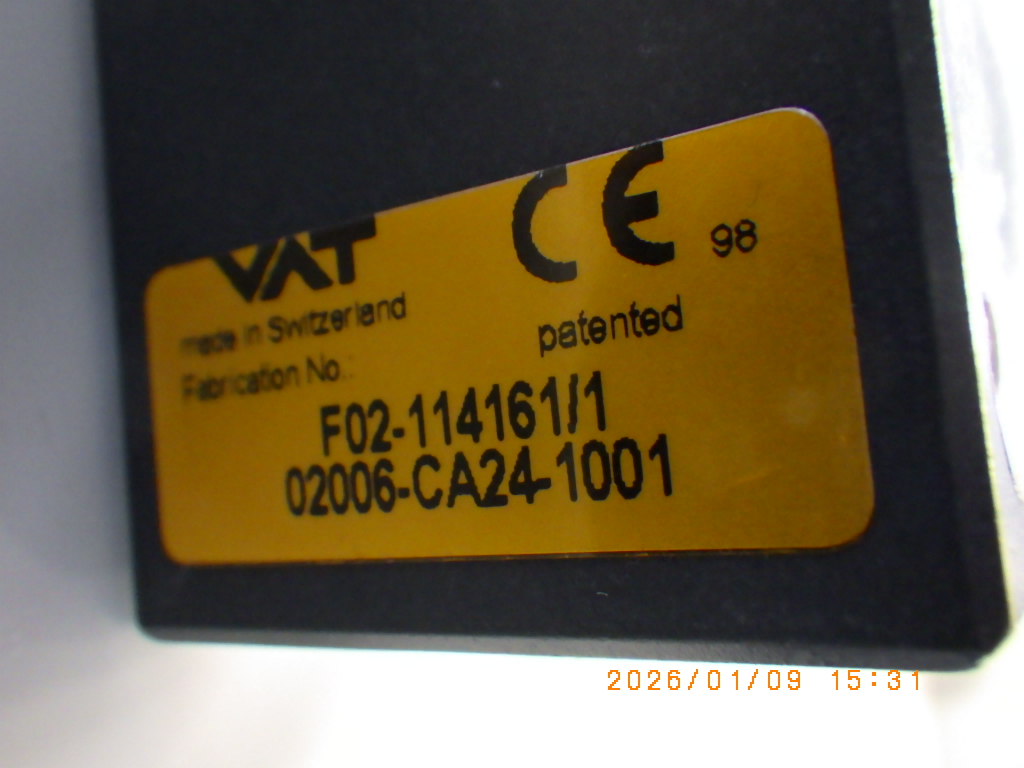 VAT CE 98
made in Switzerland patented
Fabrication No.:
F02-114161/1
02006-CA24-1001
2026/01/09 15:31